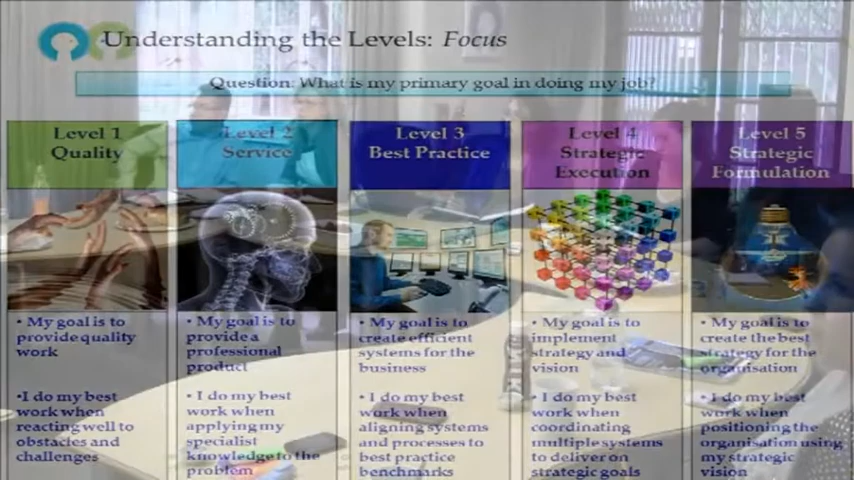 Understanding the Levels: Focus
Question: What is my primary goal in doing my job?
Level 1
Quality
Level 2
Service
Level 3
Best Practice
Level 4
Strategic
Execution
Level 5
Strategic
Formulation
• My goal is to
provide quality
work
•I do my best
work when
reacting well to
obstacles and
challenges
• My goal is to
provide a
professional
product
• I do my best
work when
applying my
specialist
knowledge to the
problem
• My goal is to
create efficient
systems for the
business
• I do my best
work when
aligning systems
and processes to
best practice
benchmarks
• My goal is to
implement
strategy and
vision
• I do my best
work when
coordinating
multiple systems
to deliver on
strategic goals
• My goal is to
create the best
strategy for the
organisation
• I do my best
work when
positioning the
organisation using
my strategic
vision